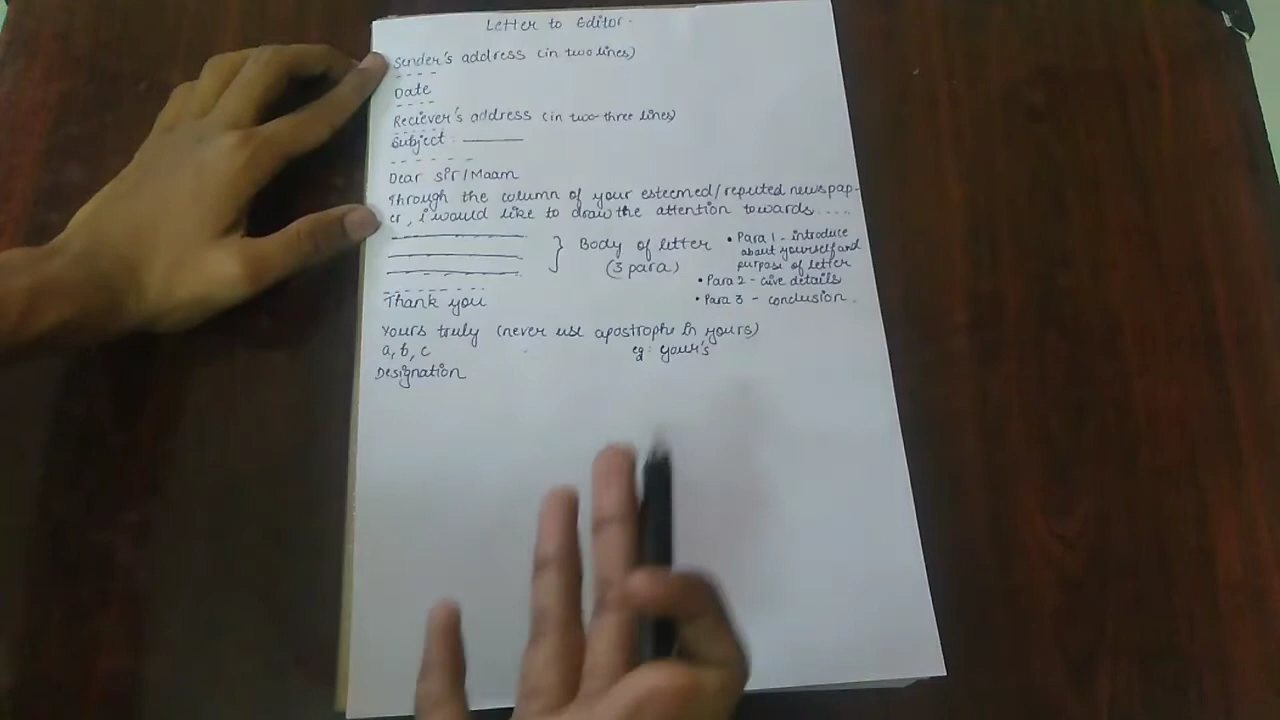 Letter to Editor.
Sender's address (in two lines)
- - - -
Date
- - - -
Reciever's address (in two-three lines)
- - - - - -
Subject : ______
- - - - - -
Dear Sir/Maam
Through the column of your esteemed/reputed newspap-
er, i would like to draw the attention towards.....
Body of letter
(3 para)
• Para 1 - introduce
about yourself and
purpose of letter
• Para 2 - Give details
• Para 3 - conclusion.
- - - - - - - -
Thank you
Yours truly (never use apostrophe in yours)
a, b, c
eg: your's
Designation